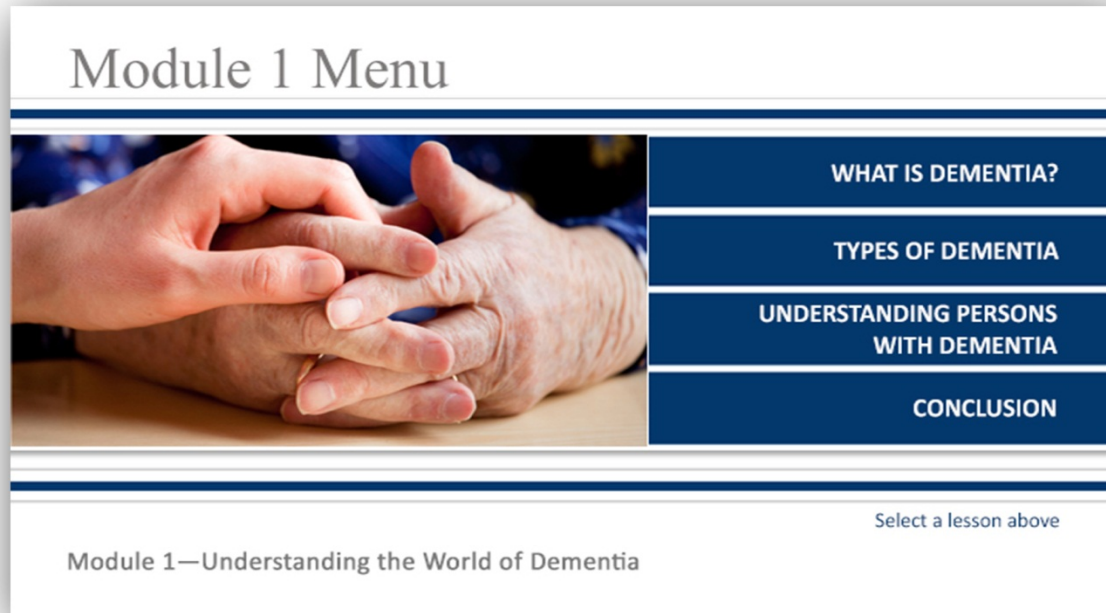 Module 1 Menu
WHAT IS DEMENTIA?
TYPES OF DEMENTIA
UNDERSTANDING PERSONS
WITH DEMENTIA
CONCLUSION
Select a lesson above
Module 1—Understanding the World of Dementia